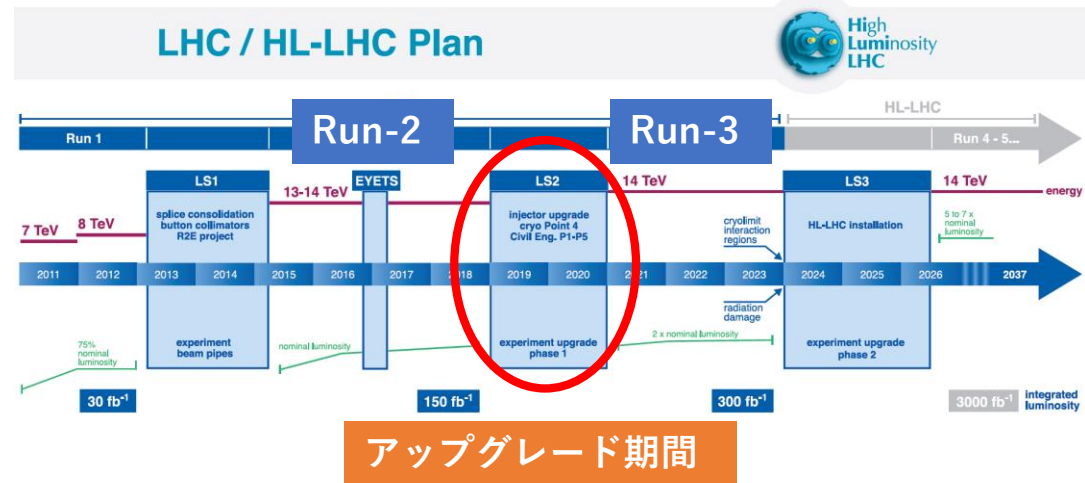 LHC / HL-LHC Plan
High
Luminosity
LHC
HL-LHC
Run 1
Run-2
Run-3
Run 4 - 5...
LS1
EYETS
LS2
LS3
13-14 TeV
14 TeV
14 TeV
energy
splice consolidation
button collimators
R2E project
injector upgrade
cryo Point 4
Civil Eng. P1-P5
cryolimit
interaction
regions
HL-LHC installation
5 to 7 x
nominal
luminosity
7 TeV
8 TeV
2011
2012
2013
2014
2015
2016
2017
2018
2019
2020
2021
2022
2023
2024
2025
2026
2037
radiation
damage
75%
nominal
luminosity
experiment
beam pipes
nominal luminosity
experiment upgrade
phase 1
2 x nominal luminosity
experiment upgrade
phase 2
30 fb⁻¹
150 fb⁻¹
300 fb⁻¹
3000 fb⁻¹
integrated
luminosity
アップグレード期間